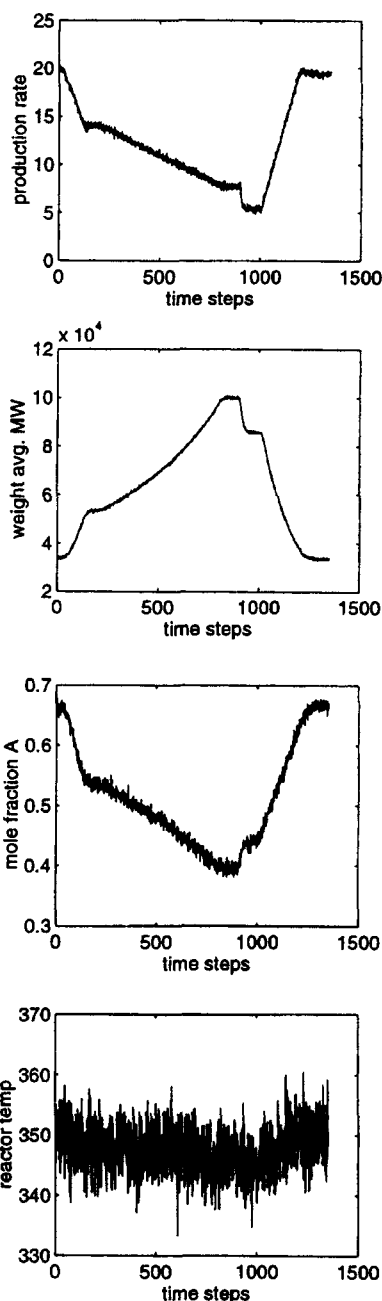 25
20
15
10
5
0
production rate
0 500 1000 1500
time steps
x 10^4
12
10
8
6
4
2
weight avg. MW
0 500 1000 1500
time steps
0.7
0.6
0.5
0.4
0.3
mole fraction A
0 500 1000 1500
time steps
370
360
350
340
330
reactor temp
0 500 1000 1500
time steps